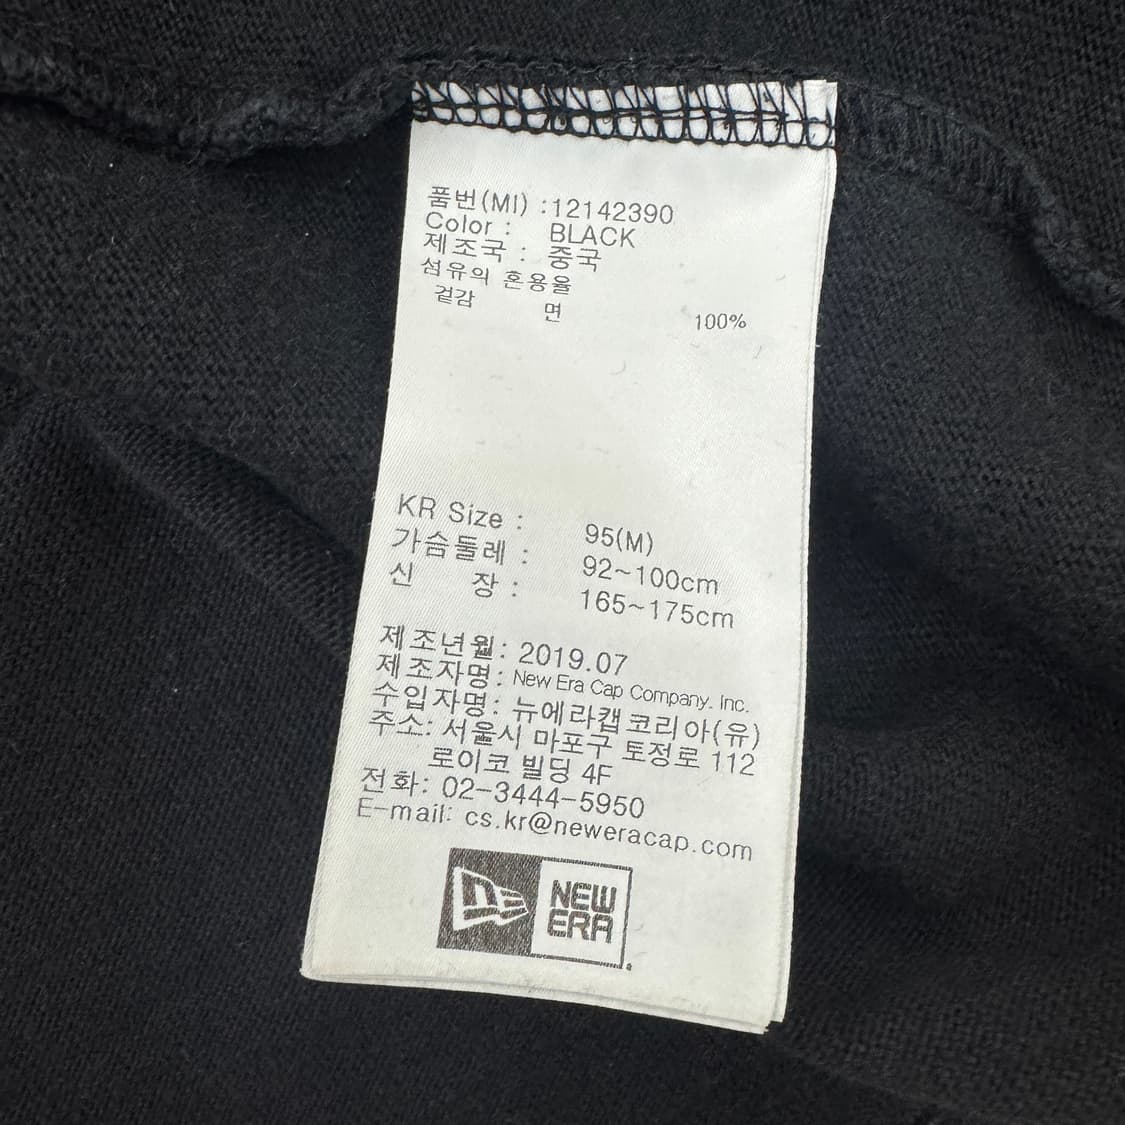 품번(MI) :12142390
Color : BLACK
제조국 : 중국
섬유의 혼용율
겉감 면 100%
KR Size : 95(M)
가슴둘레 : 92~100cm
신 장 : 165~175cm
제조년월: 2019.07
제조자명: New Era Cap Company. Inc.
수입자명: 뉴에라캡코리아(유)
주소: 서울시 마포구 토정로 112
로이코 빌딩 4F
전화: 02-3444-5950
E-mail: cs.kr@neweracap.com
NEW
ERA